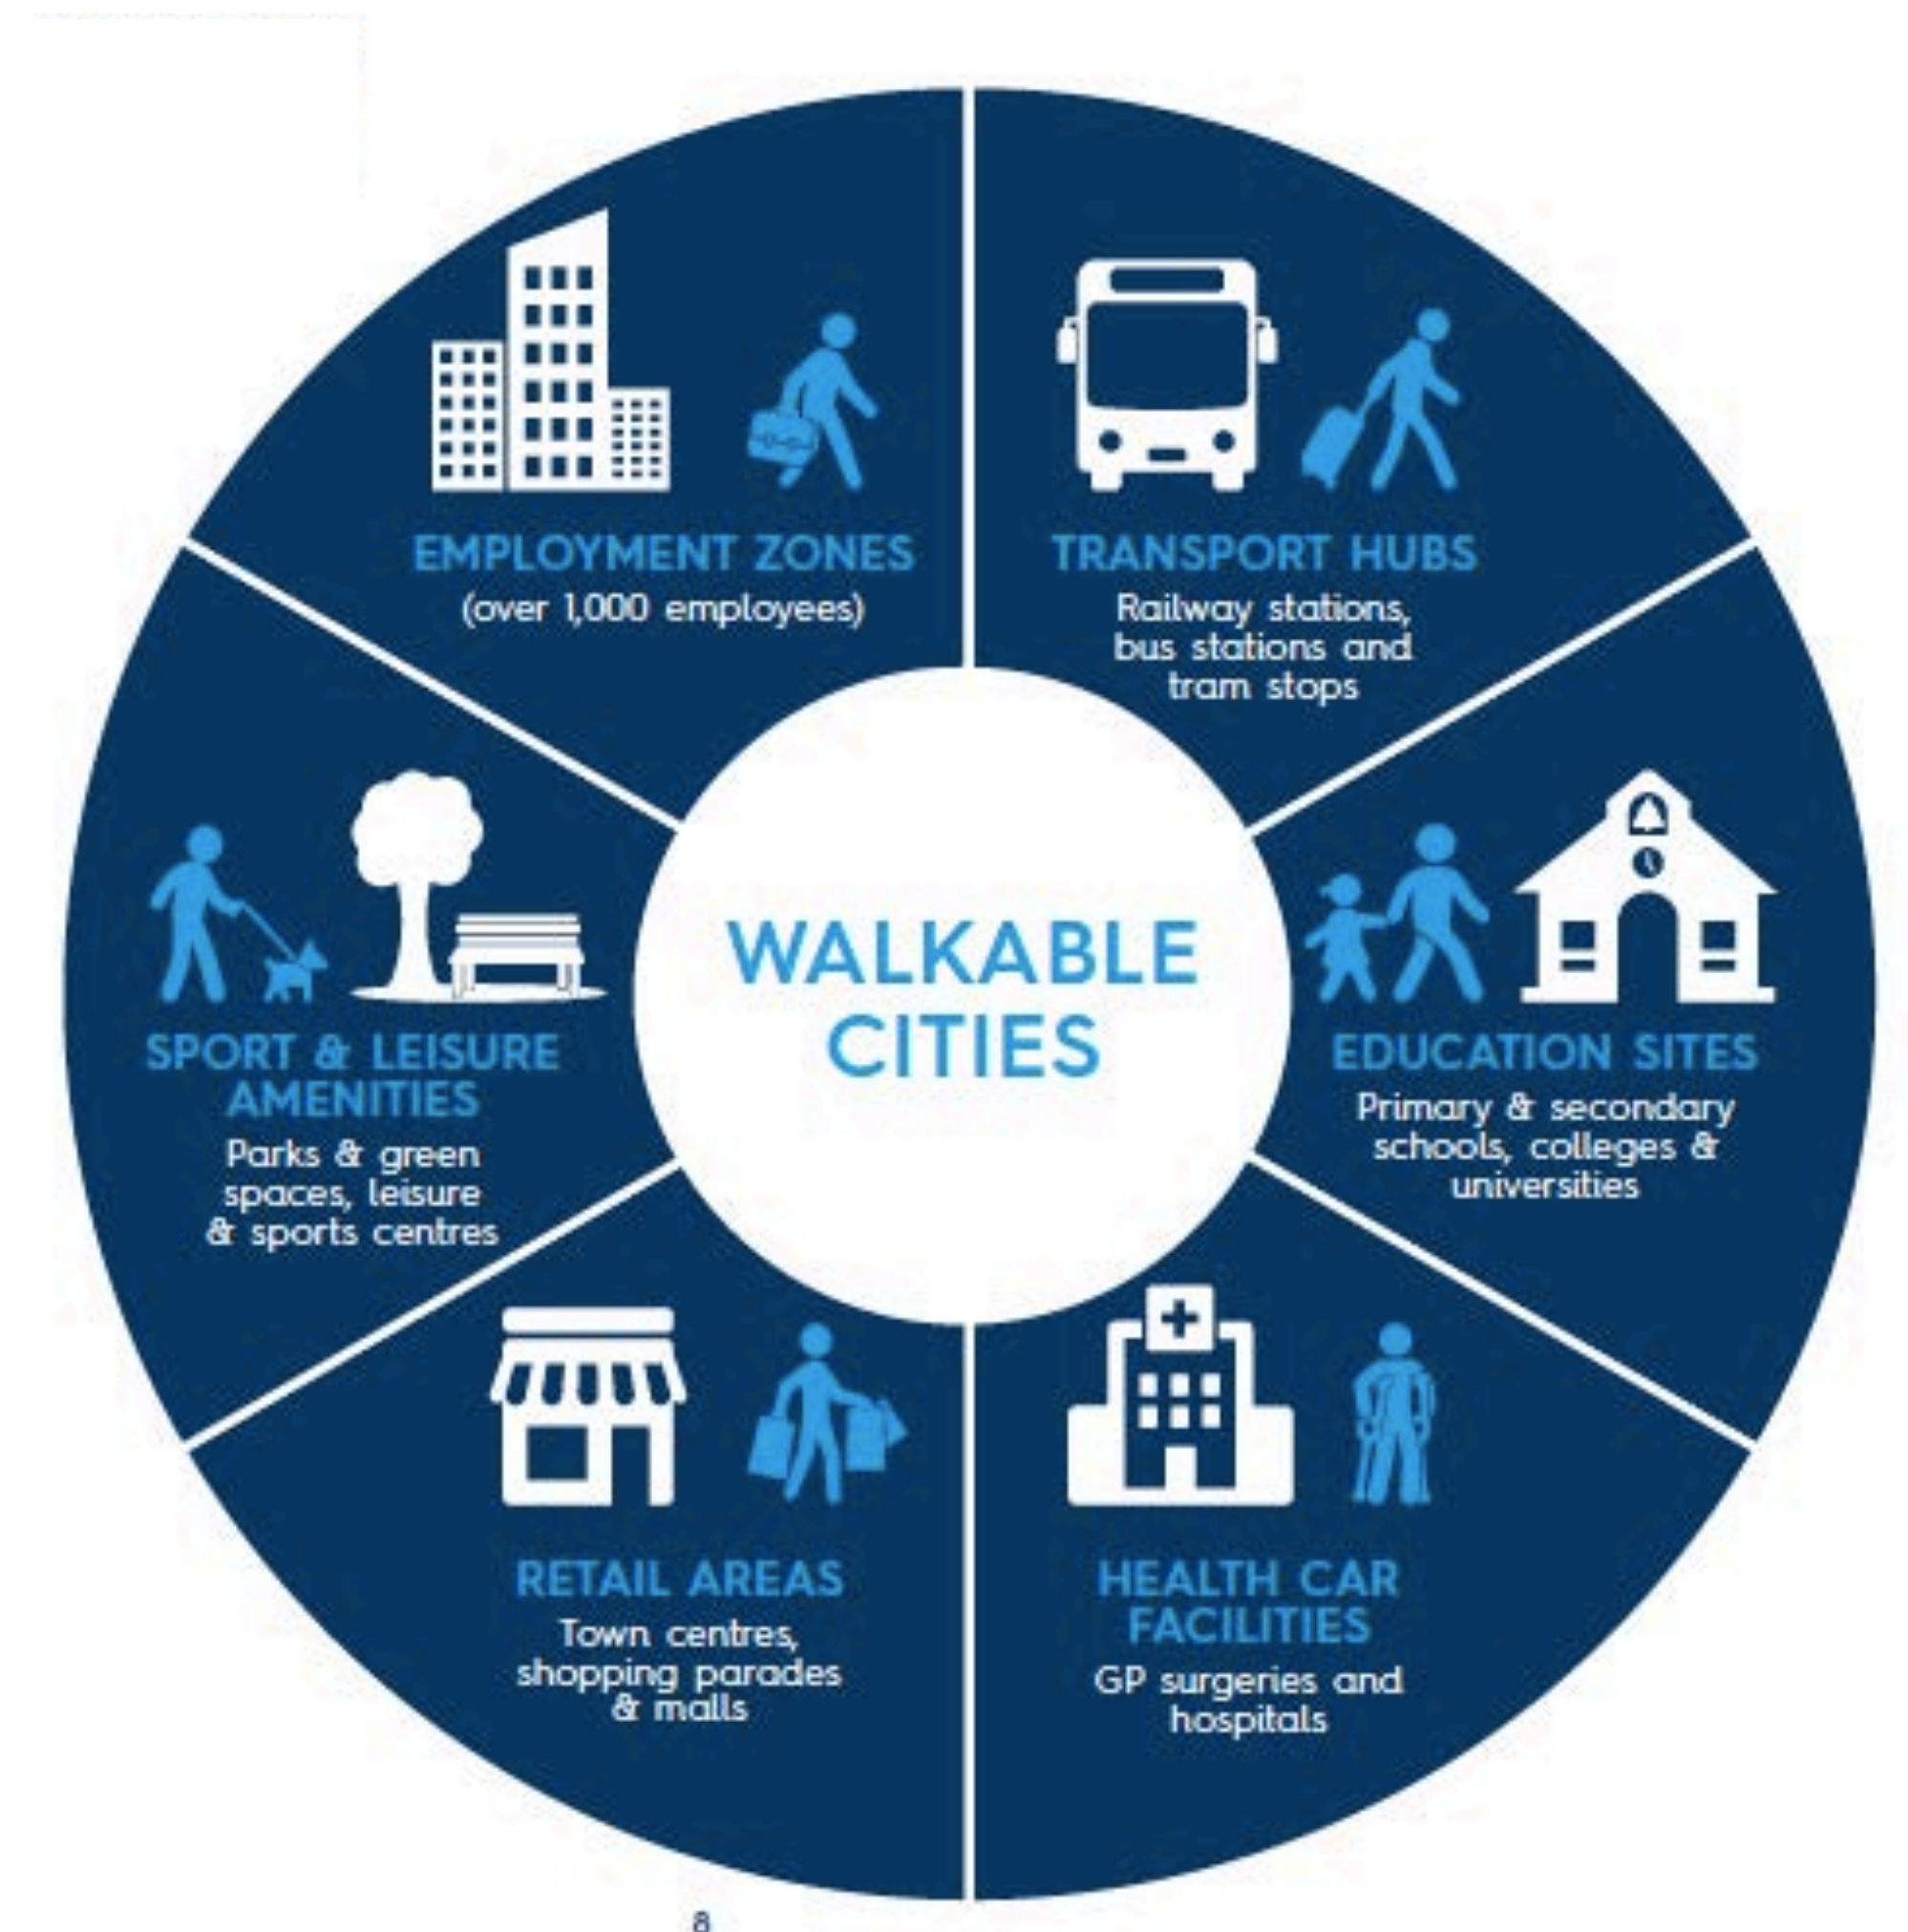 EMPLOYMENT ZONES
(over 1,000 employees)
TRANSPORT HUBS
Railway stations,
bus stations and
tram stops
WALKABLE
CITIES
SPORT & LEISURE
AMENITIES
Parks & green
spaces, leisure
& sports centres
EDUCATION SITES
Primary & secondary
schools, colleges &
universities
RETAIL AREAS
Town centres,
shopping parades
& malls
HEALTH CAR
FACILITIES
GP surgeries and
hospitals
8